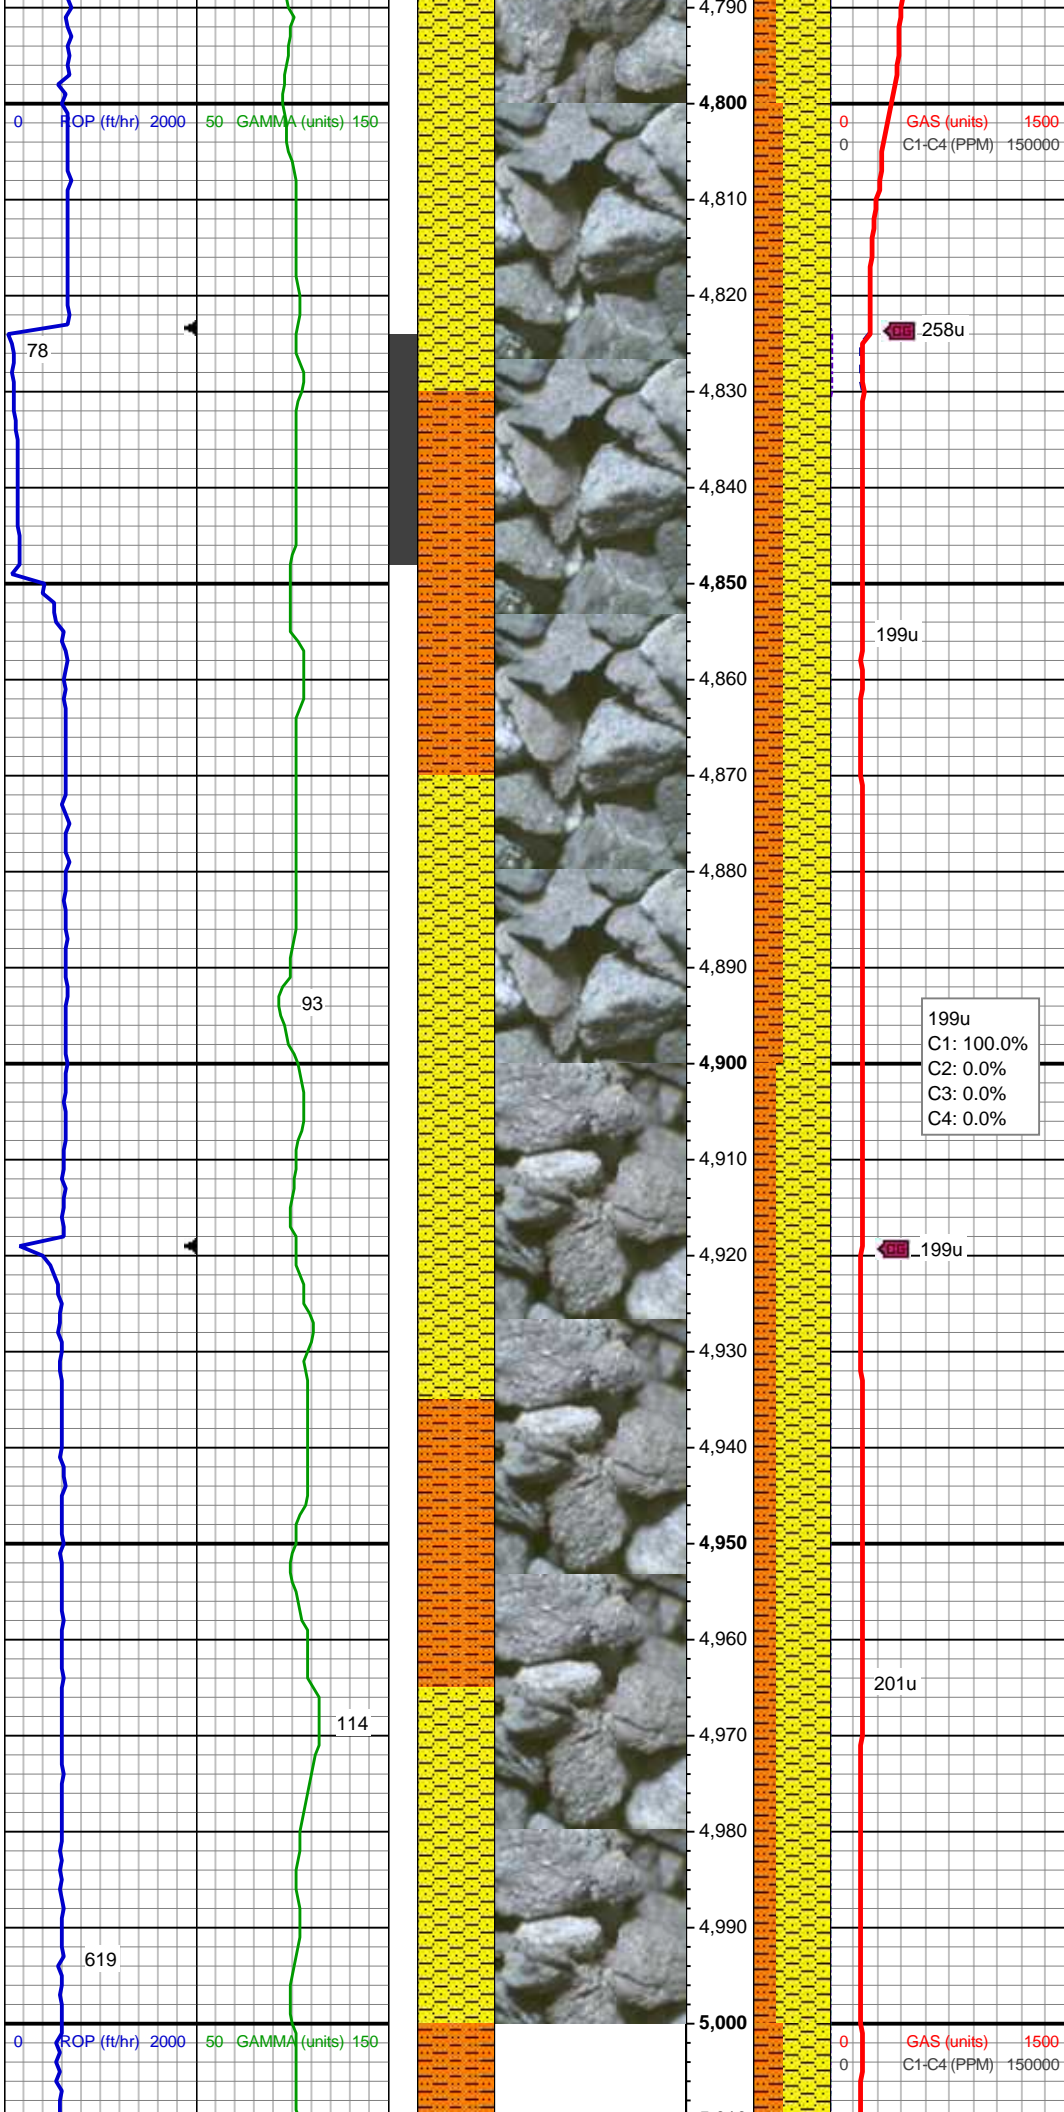 4,790
4,800
0 ROP (ft/hr) 2000 50 GAMMA (units) 150 0 GAS (units) 1500
0 C1-C4 (PPM) 150000
4,810
4,820
CG 258u
78
4,830
4,840
4,850
199u
4,860
4,870
4,880
4,890
93
199u
C1: 100.0%
C2: 0.0%
C3: 0.0%
C4: 0.0%
4,900
4,910
4,920
CG 199u
4,930
4,940
4,950
4,960
201u
4,970
114
4,980
4,990
619
5,000
0 ROP (ft/hr) 2000 50 GAMMA (units) 150 0 GAS (units) 1500
0 C1-C4 (PPM) 150000